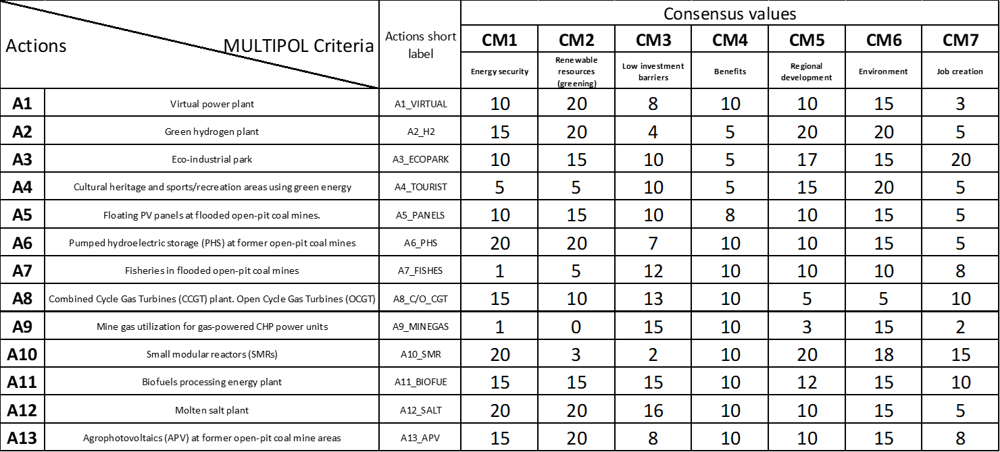 Consensus values
Actions MULTIPOL Criteria Actions short
label
CM1 CM2 CM3 CM4 CM5 CM6 CM7
Energy security Renewable
resources
(greening) Low investment
barriers Benefits Regional
development Environment Job creation
A1 Virtual power plant A1_VIRTUAL 10 20 8 10 10 15 3
A2 Green hydrogen plant A2_H2 15 20 4 5 20 20 5
A3 Eco-industrial park A3_ECOPARK 10 15 10 5 17 15 20
A4 Cultural heritage and sports/recreation areas using green energy A4_TOURIST 5 5 10 5 15 20 5
A5 Floating PV panels at flooded open-pit coal mines. A5_PANELS 10 15 10 8 10 15 5
A6 Pumped hydroelectric storage (PHS) at former open-pit coal mines A6_PHS 20 20 7 10 10 15 5
A7 Fisheries in flooded open-pit coal mines A7_FISHES 1 5 12 10 10 10 8
A8 Combined Cycle Gas Turbines (CCGT) plant. Open Cycle Gas Turbines (OCGT) A8_C/O_CGT 15 10 13 10 5 5 10
A9 Mine gas utilization for gas-powered CHP power units A9_MINEGAS 1 0 15 10 3 15 2
A10 Small modular reactors (SMRs) A10_SMR 20 3 2 10 20 18 15
A11 Biofuels processing energy plant A11_BIOFUE 15 15 15 10 12 15 10
A12 Molten salt plant A12_SALT 20 20 16 10 10 15 5
A13 Agrophotovoltaics (APV) at former open-pit coal mine areas A13_APV 15 20 8 10 10 15 8